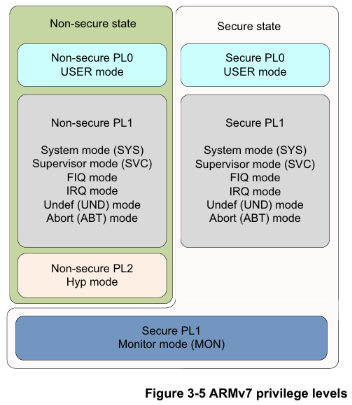 Non-secure state
Non-secure PL0
USER mode
Non-secure PL1
System mode (SYS)
Supervisor mode (SVC)
FIQ mode
IRQ mode
Undef (UND) mode
Abort (ABT) mode
Non-secure PL2
Hyp mode
Secure state
Secure PL0
USER mode
Secure PL1
System mode (SYS)
Supervisor mode (SVC)
FIQ mode
IRQ mode
Undef (UND) mode
Abort (ABT) mode
Secure PL1
Monitor mode (MON)
Figure 3-5 ARMv7 privilege levels